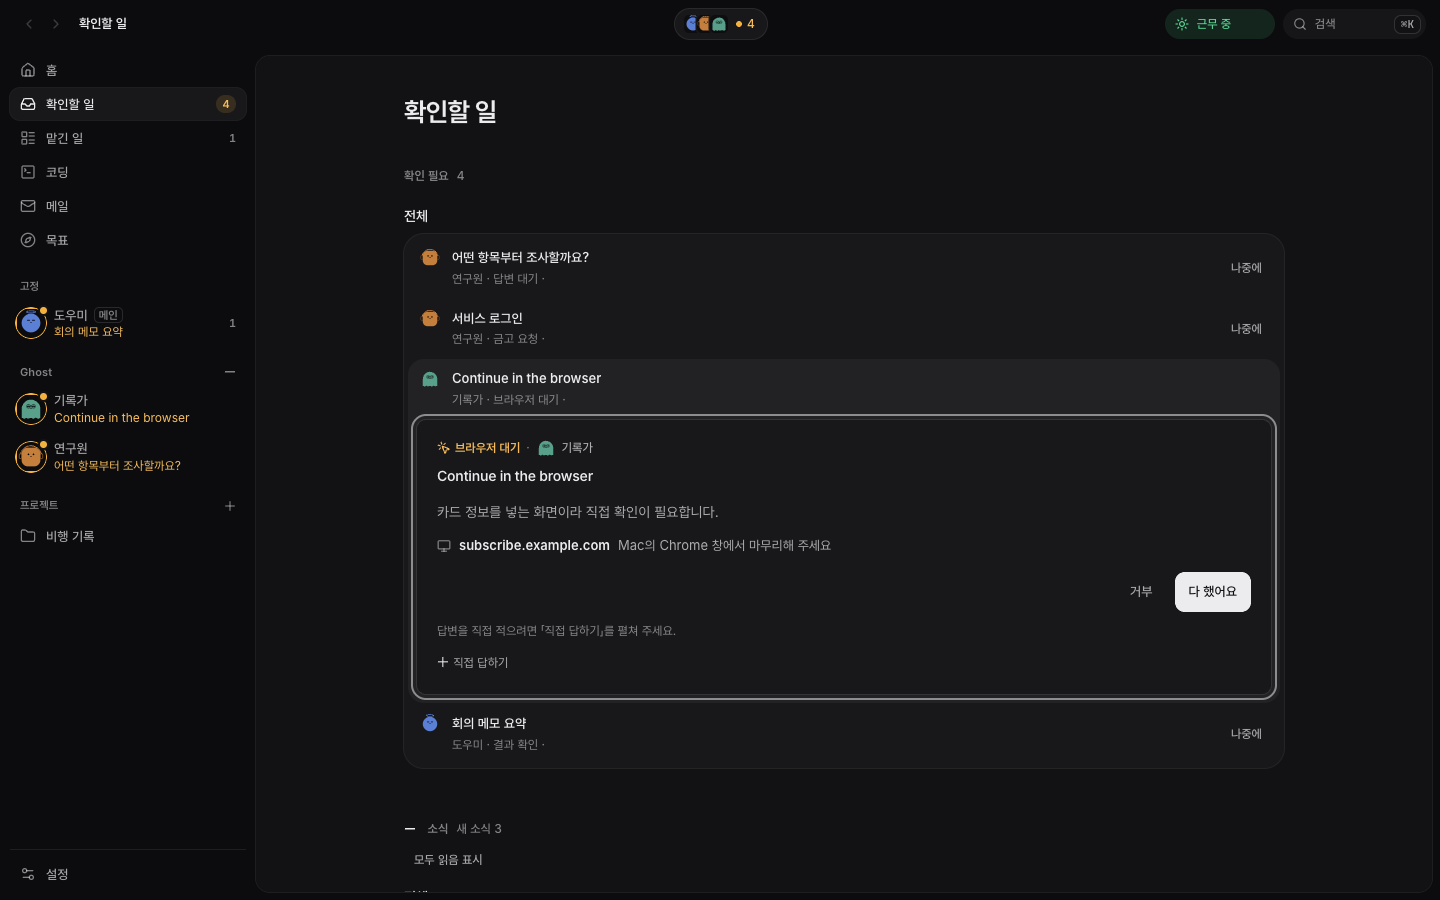 확인할 일
4
근무 중
검색
⌘K
홈
확인할 일 4
맡긴 일 1
코딩
메일
목표
고정
도우미 메인
회의 메모 요약
1
Ghost
기록가
Continue in the browser
연구원
어떤 항목부터 조사할까요?
프로젝트
비행 기록
설정
확인할 일
확인 필요 4
전체
어떤 항목부터 조사할까요?
연구원 · 답변 대기 ·
나중에
서비스 로그인
연구원 · 금고 요청 ·
나중에
Continue in the browser
기록가 · 브라우저 대기 ·
브라우저 대기 · 기록가
Continue in the browser
카드 정보를 넣는 화면이라 직접 확인이 필요합니다.
subscribe.example.com Mac의 Chrome 창에서 마무리해 주세요
거부 다 했어요
답변을 직접 적으려면 「직접 답하기」를 펼쳐 주세요.
직접 답하기
회의 메모 요약
도우미 · 결과 확인 ·
나중에
소식 새 소식 3
모두 읽음 표시